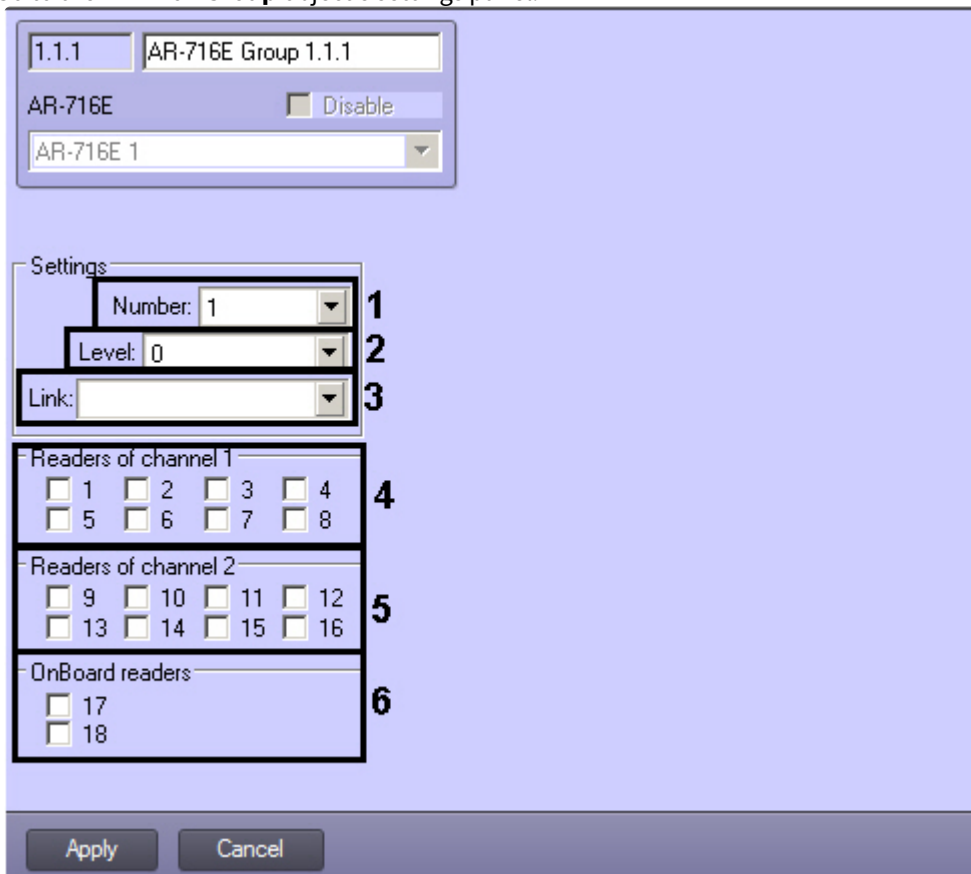 1.1.1 AR-716E Group 1.1.1
AR-716E Disable
AR-716E 1
Settings
Number: 1 1
Level: 0 2
Link: 3
Readers of channel 1
1 2 3 4
5 6 7 8
4
Readers of channel 2
9 10 11 12
13 14 15 16
5
OnBoard readers
17
18
6
Apply Cancel